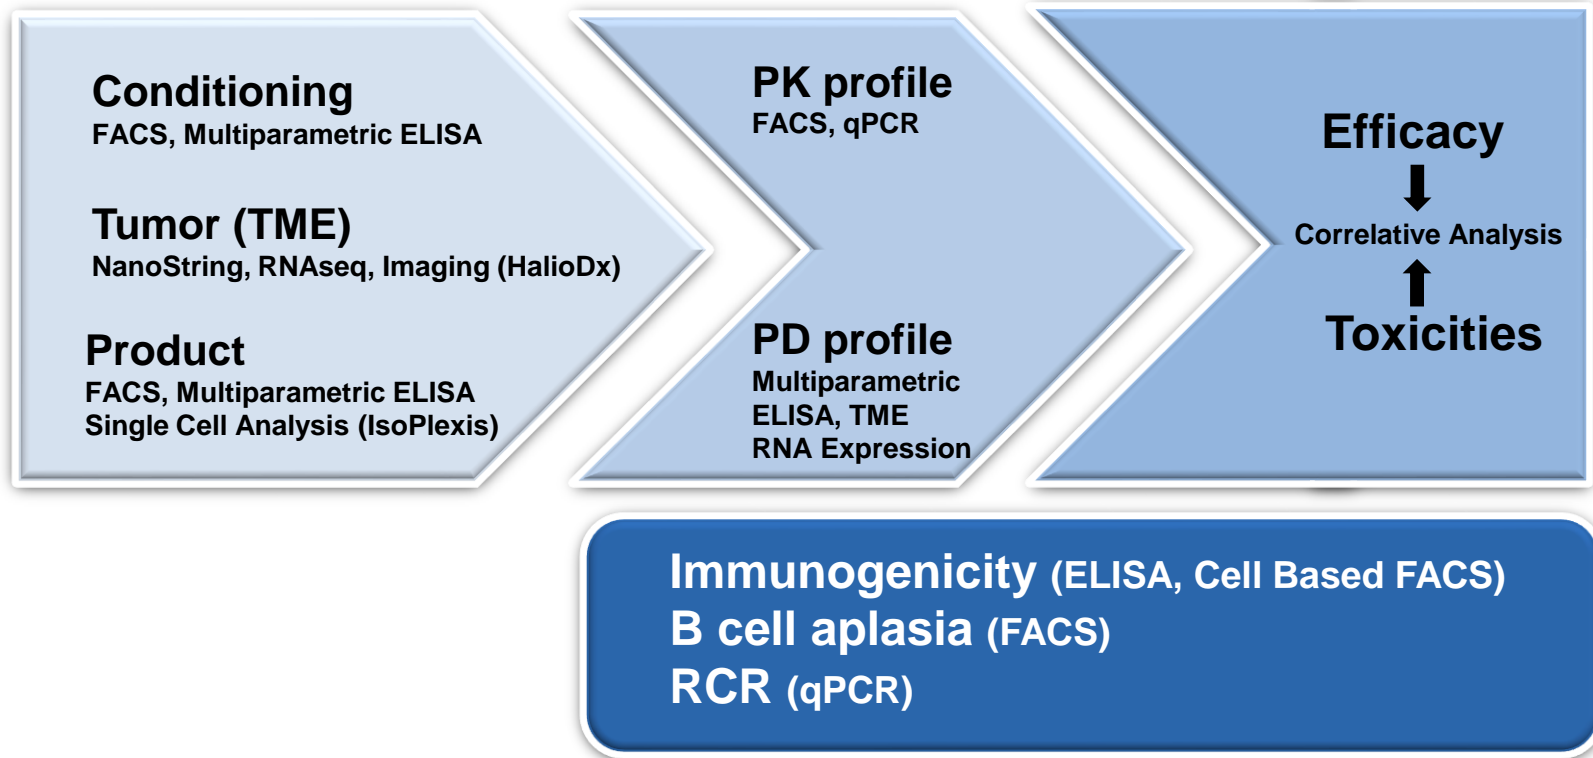 Conditioning
FACS, Multiparametric ELISA
Tumor (TME)
NanoString, RNAseq, Imaging (HalioDx)
Product
FACS, Multiparametric ELISA
Single Cell Analysis (IsoPlexis)
PK profile
FACS, qPCR
PD profile
Multiparametric
ELISA, TME
RNA Expression
Efficacy
Correlative Analysis
Toxicities
Immunogenicity (ELISA, Cell Based FACS)
B cell aplasia (FACS)
RCR (qPCR)